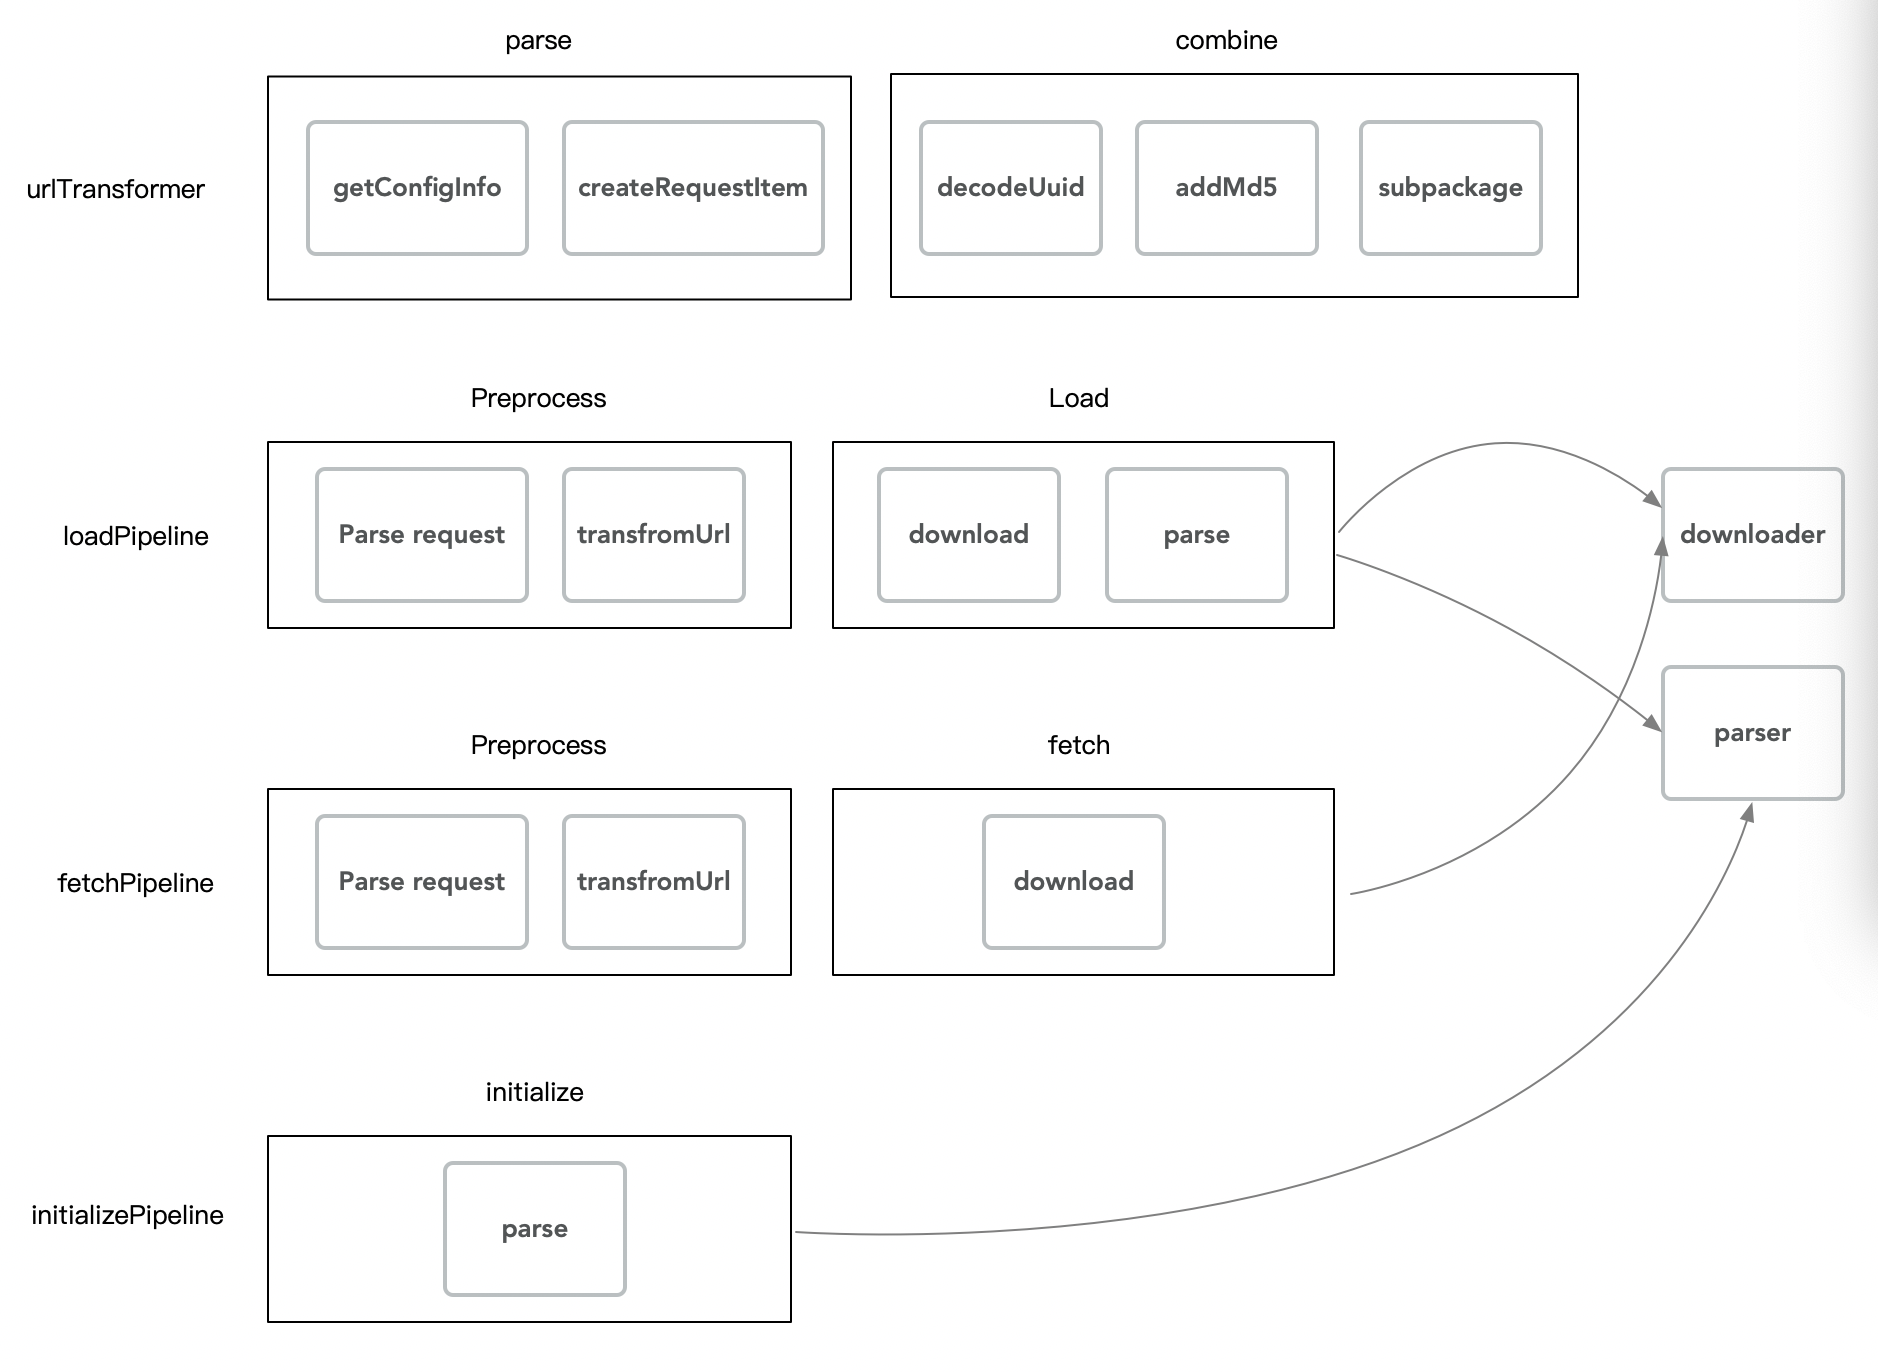 parse
combine
urlTransformer
getConfigInfo
createRequestItem
decodeUuid
addMd5
subpackage
Preprocess
Load
loadPipeline
Parse request
transfromUrl
download
parse
downloader
parser
Preprocess
fetch
fetchPipeline
Parse request
transfromUrl
download
initialize
initializePipeline
parse